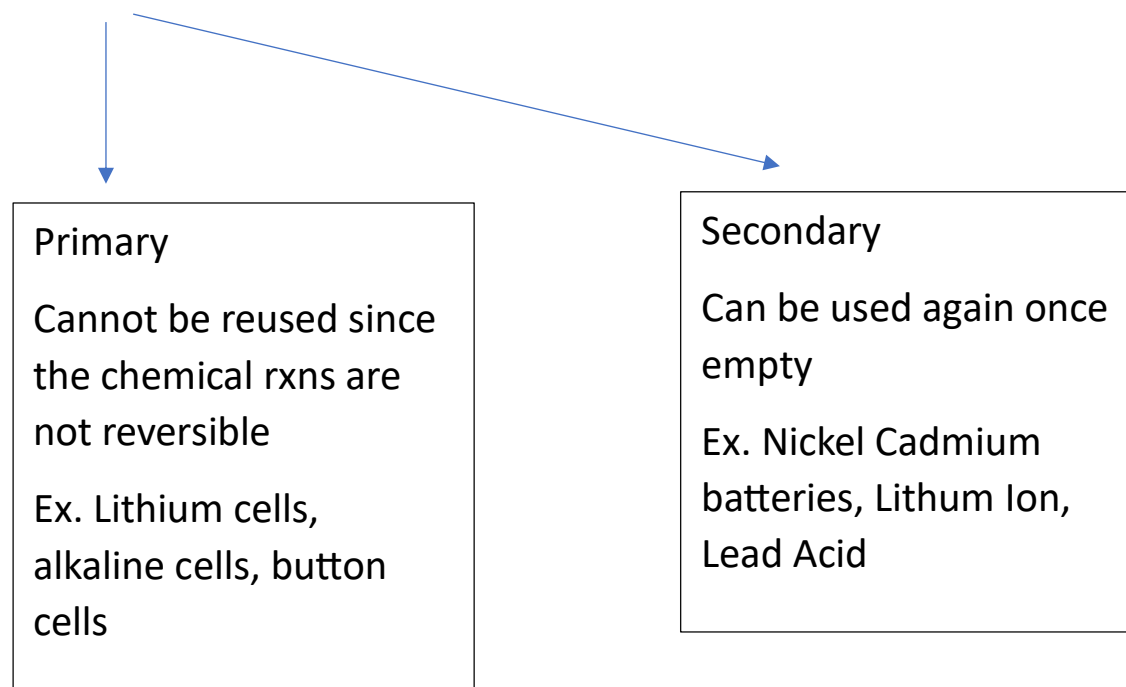 Primary
Cannot be reused since
the chemical rxns are
not reversible
Ex. Lithium cells,
alkaline cells, button
cells
Secondary
Can be used again once
empty
Ex. Nickel Cadmium
batteries, Lithum Ion,
Lead Acid